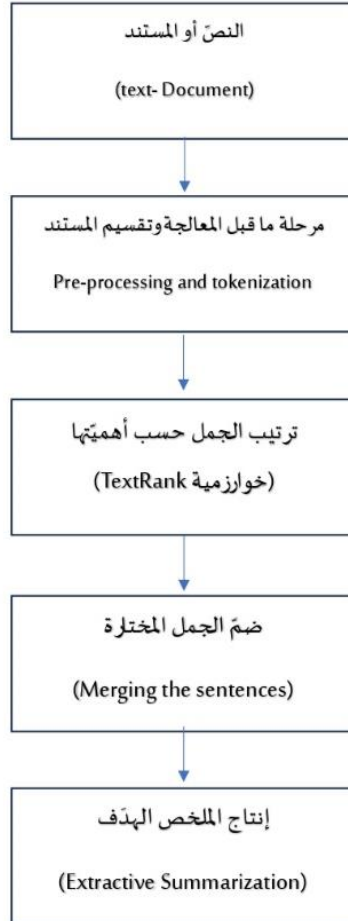 النصّ أو المستند
(text- Document)
مرحلة ما قبل المعالجة وتقسيم المستند
Pre-processing and tokenization
ترتيب الجمل حسب أهميّتها
(خوارزمية TextRank)
ضمّ الجمل المختارة
(Merging the sentences)
إنتاج الملخص الهدَف
(Extractive Summarization)